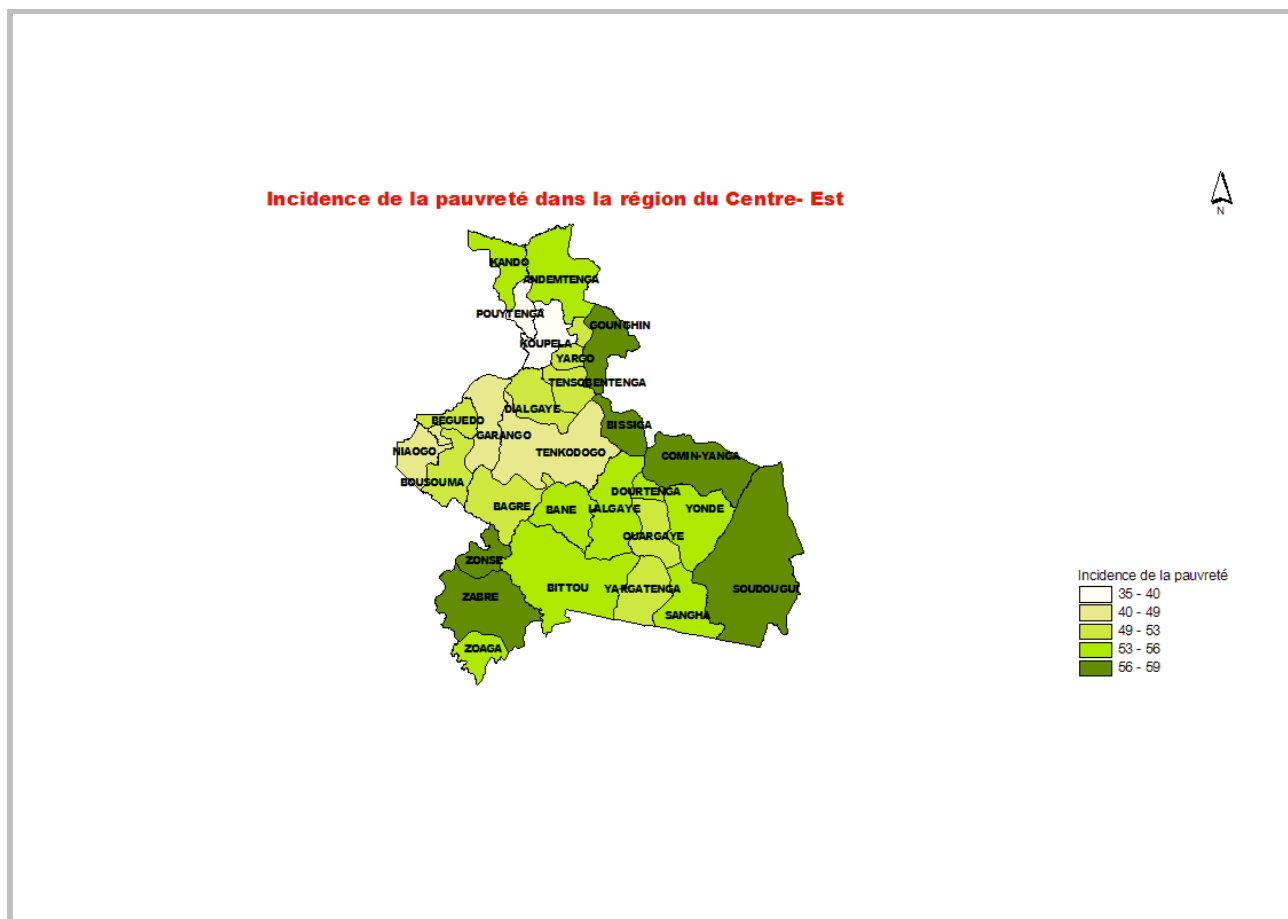 Incidence de la pauvreté dans la région du Centre- Est
N
KANDO
ANDEMTENGA
POUYTENGA
GOUNGHIN
KOUPELA
YARGO
TENSOBENTENGA
DIALGAYE
BEGUEDO
BISSIGA
GARANGO
NIAOGO
TENKODOGO
COMIN-YANGA
BOUSOUMA
DOURTENGA
BAGRE
BANE
LALGAYE
YONDE
OUARGAYE
ZONSE
BITTOU
YARGATENGA
SOUDOUGUI
ZABRE
SANGHA
ZOAGA
Incidence de la pauvreté
35 - 40
40 - 49
49 - 53
53 - 56
56 - 59